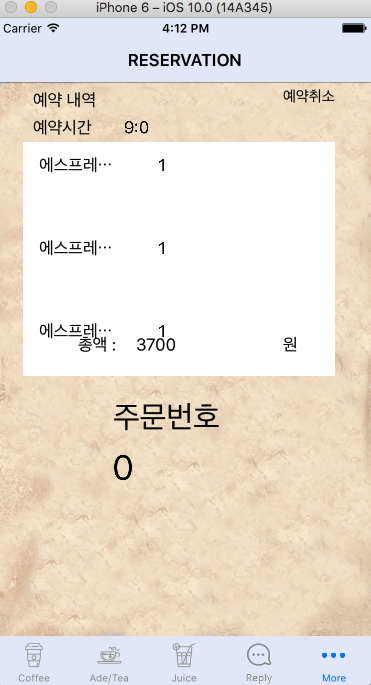 iPhone 6 – iOS 10.0 (14A345)
Carrier 4:12 PM
RESERVATION
예약 내역 예약취소
예약시간 9:0
에스프레… 1
에스프레… 1
에스프레… 1
총액 : 3700 원
주문번호
0
Coffee Ade/Tea Juice Reply More